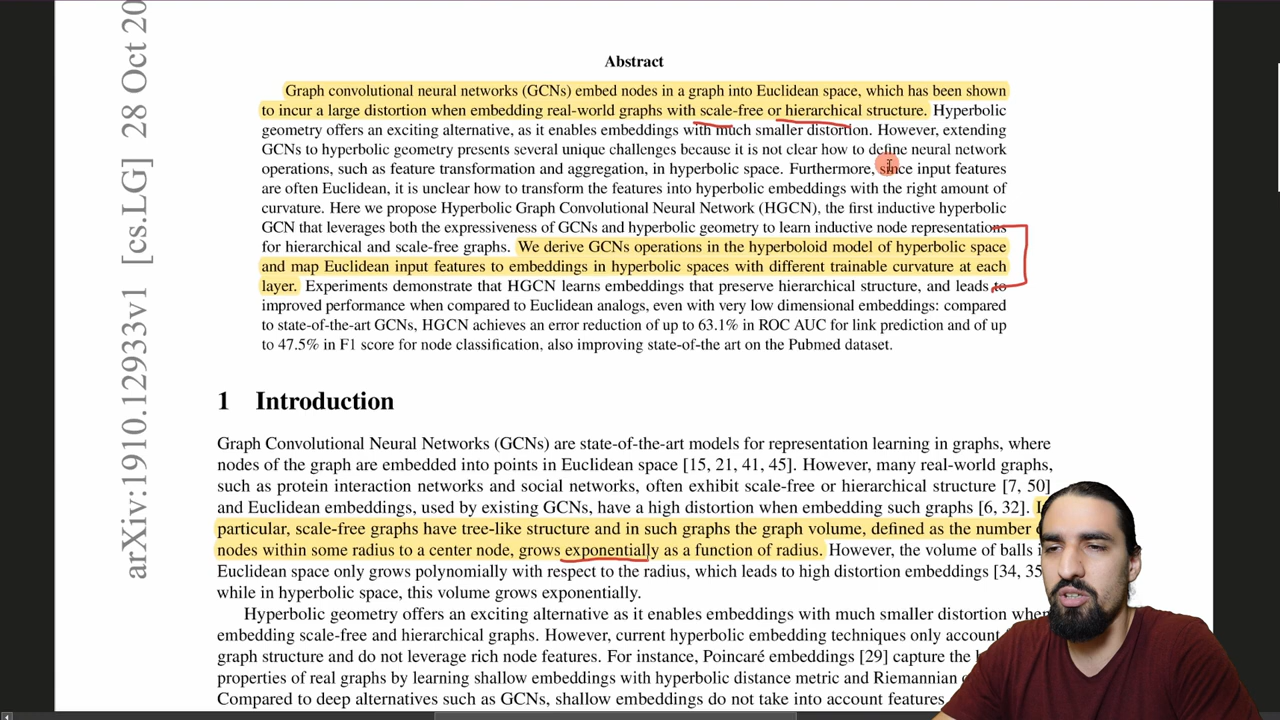 arXiv:1910.12933v1 [cs.LG] 28 Oct 20
Abstract
Graph convolutional neural networks (GCNs) embed nodes in a graph into Euclidean space, which has been shown
to incur a large distortion when embedding real-world graphs with scale-free or hierarchical structure. Hyperbolic
geometry offers an exciting alternative, as it enables embeddings with much smaller distortion. However, extending
GCNs to hyperbolic geometry presents several unique challenges because it is not clear how to define neural network
operations, such as feature transformation and aggregation, in hyperbolic space. Furthermore, since input features
are often Euclidean, it is unclear how to transform the features into hyperbolic embeddings with the right amount of
curvature. Here we propose Hyperbolic Graph Convolutional Neural Network (HGCN), the first inductive hyperbolic
GCN that leverages both the expressiveness of GCNs and hyperbolic geometry to learn inductive node representations
for hierarchical and scale-free graphs. We derive GCNs operations in the hyperboloid model of hyperbolic space
and map Euclidean input features to embeddings in hyperbolic spaces with different trainable curvature at each
layer. Experiments demonstrate that HGCN learns embeddings that preserve hierarchical structure, and leads to
improved performance when compared to Euclidean analogs, even with very low dimensional embeddings: compared
to state-of-the-art GCNs, HGCN achieves an error reduction of up to 63.1% in ROC AUC for link prediction and of up
to 47.5% in F1 score for node classification, also improving state-of-the art on the Pubmed dataset.
1 Introduction
Graph Convolutional Neural Networks (GCNs) are state-of-the-art models for representation learning in graphs, where
nodes of the graph are embedded into points in Euclidean space [15, 21, 41, 45]. However, many real-world graphs,
such as protein interaction networks and social networks, often exhibit scale-free or hierarchical structure [7, 50]
and Euclidean embeddings, used by existing GCNs, have a high distortion when embedding such graphs [6, 32].
particular, scale-free graphs have tree-like structure and in such graphs the graph volume, defined as the number
nodes within some radius to a center node, grows exponentially as a function of radius. However, the volume of balls
Euclidean space only grows polynomially with respect to the radius, which leads to high distortion embeddings [34, 35
while in hyperbolic space, this volume grows exponentially.
Hyperbolic geometry offers an exciting alternative as it enables embeddings with much smaller distortion when
embedding scale-free and hierarchical graphs. However, current hyperbolic embedding techniques only account
graph structure and do not leverage rich node features. For instance, Poincaré embeddings [29] capture the
properties of real graphs by learning shallow embeddings with hyperbolic distance metric and Riemannian
Compared to deep alternatives such as GCNs, shallow embeddings do not take into account features